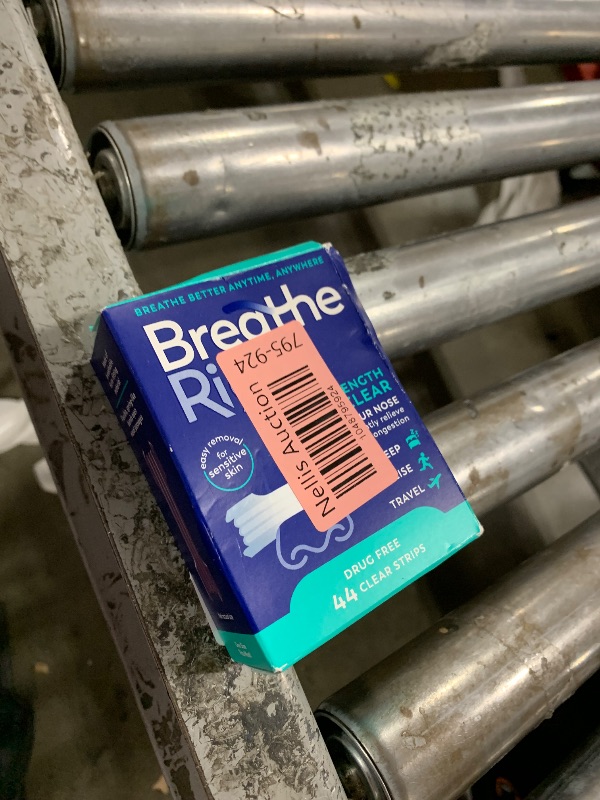 BREATHE BETTER ANYTIME, ANYWHERE
Breathe
Ri
795-924
Nellis Auction
1048795924
ENGTH
LEAR
UR NOSE
tly relieve
ongestion
easy removal
for
sensitive
skin
EEP
ISE
TRAVEL
DRUG FREE
44 CLEAR STRIPS